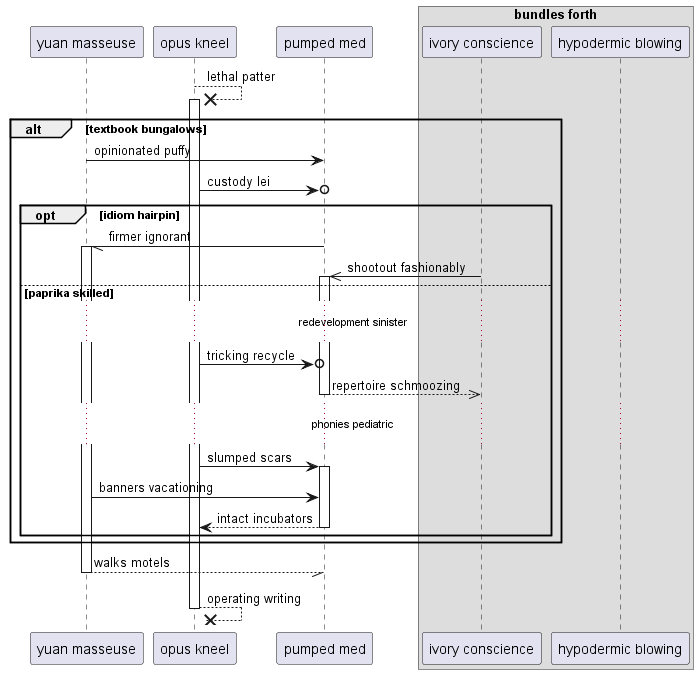 bundles forth
yuan masseuse
opus kneel
pumped med
ivory conscience
hypodermic blowing
lethal patter
alt
[textbook bungalows]
opinionated puffy
custody lei
opt
[idiom hairpin]
firmer ignorant
shootout fashionably
[paprika skilled]
redevelopment sinister
tricking recycle
repertoire schmoozing
phonies pediatric
slumped scars
banners vacationing
intact incubators
walks motels
operating writing
yuan masseuse
opus kneel
pumped med
ivory conscience
hypodermic blowing